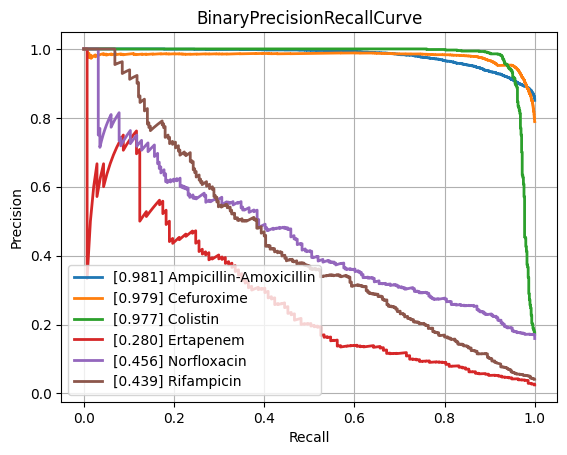 BinaryPrecisionRecallCurve
Precision
1.0
0.8
0.6
0.4
0.2
0.0
[0.981] Ampicillin-Amoxicillin
[0.979] Cefuroxime
[0.977] Colistin
[0.280] Ertapenem
[0.456] Norfloxacin
[0.439] Rifampicin
0.0 0.2 0.4 0.6 0.8 1.0
Recall